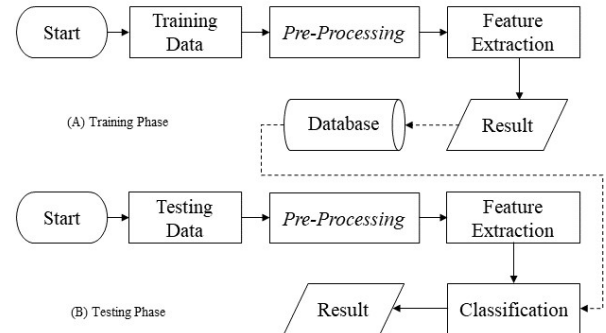 Start
Training
Data
Pre-Processing
Feature
Extraction
(A) Training Phase
Database
Result
Start
Testing
Data
Pre-Processing
Feature
Extraction
(B) Testing Phase
Result
Classification